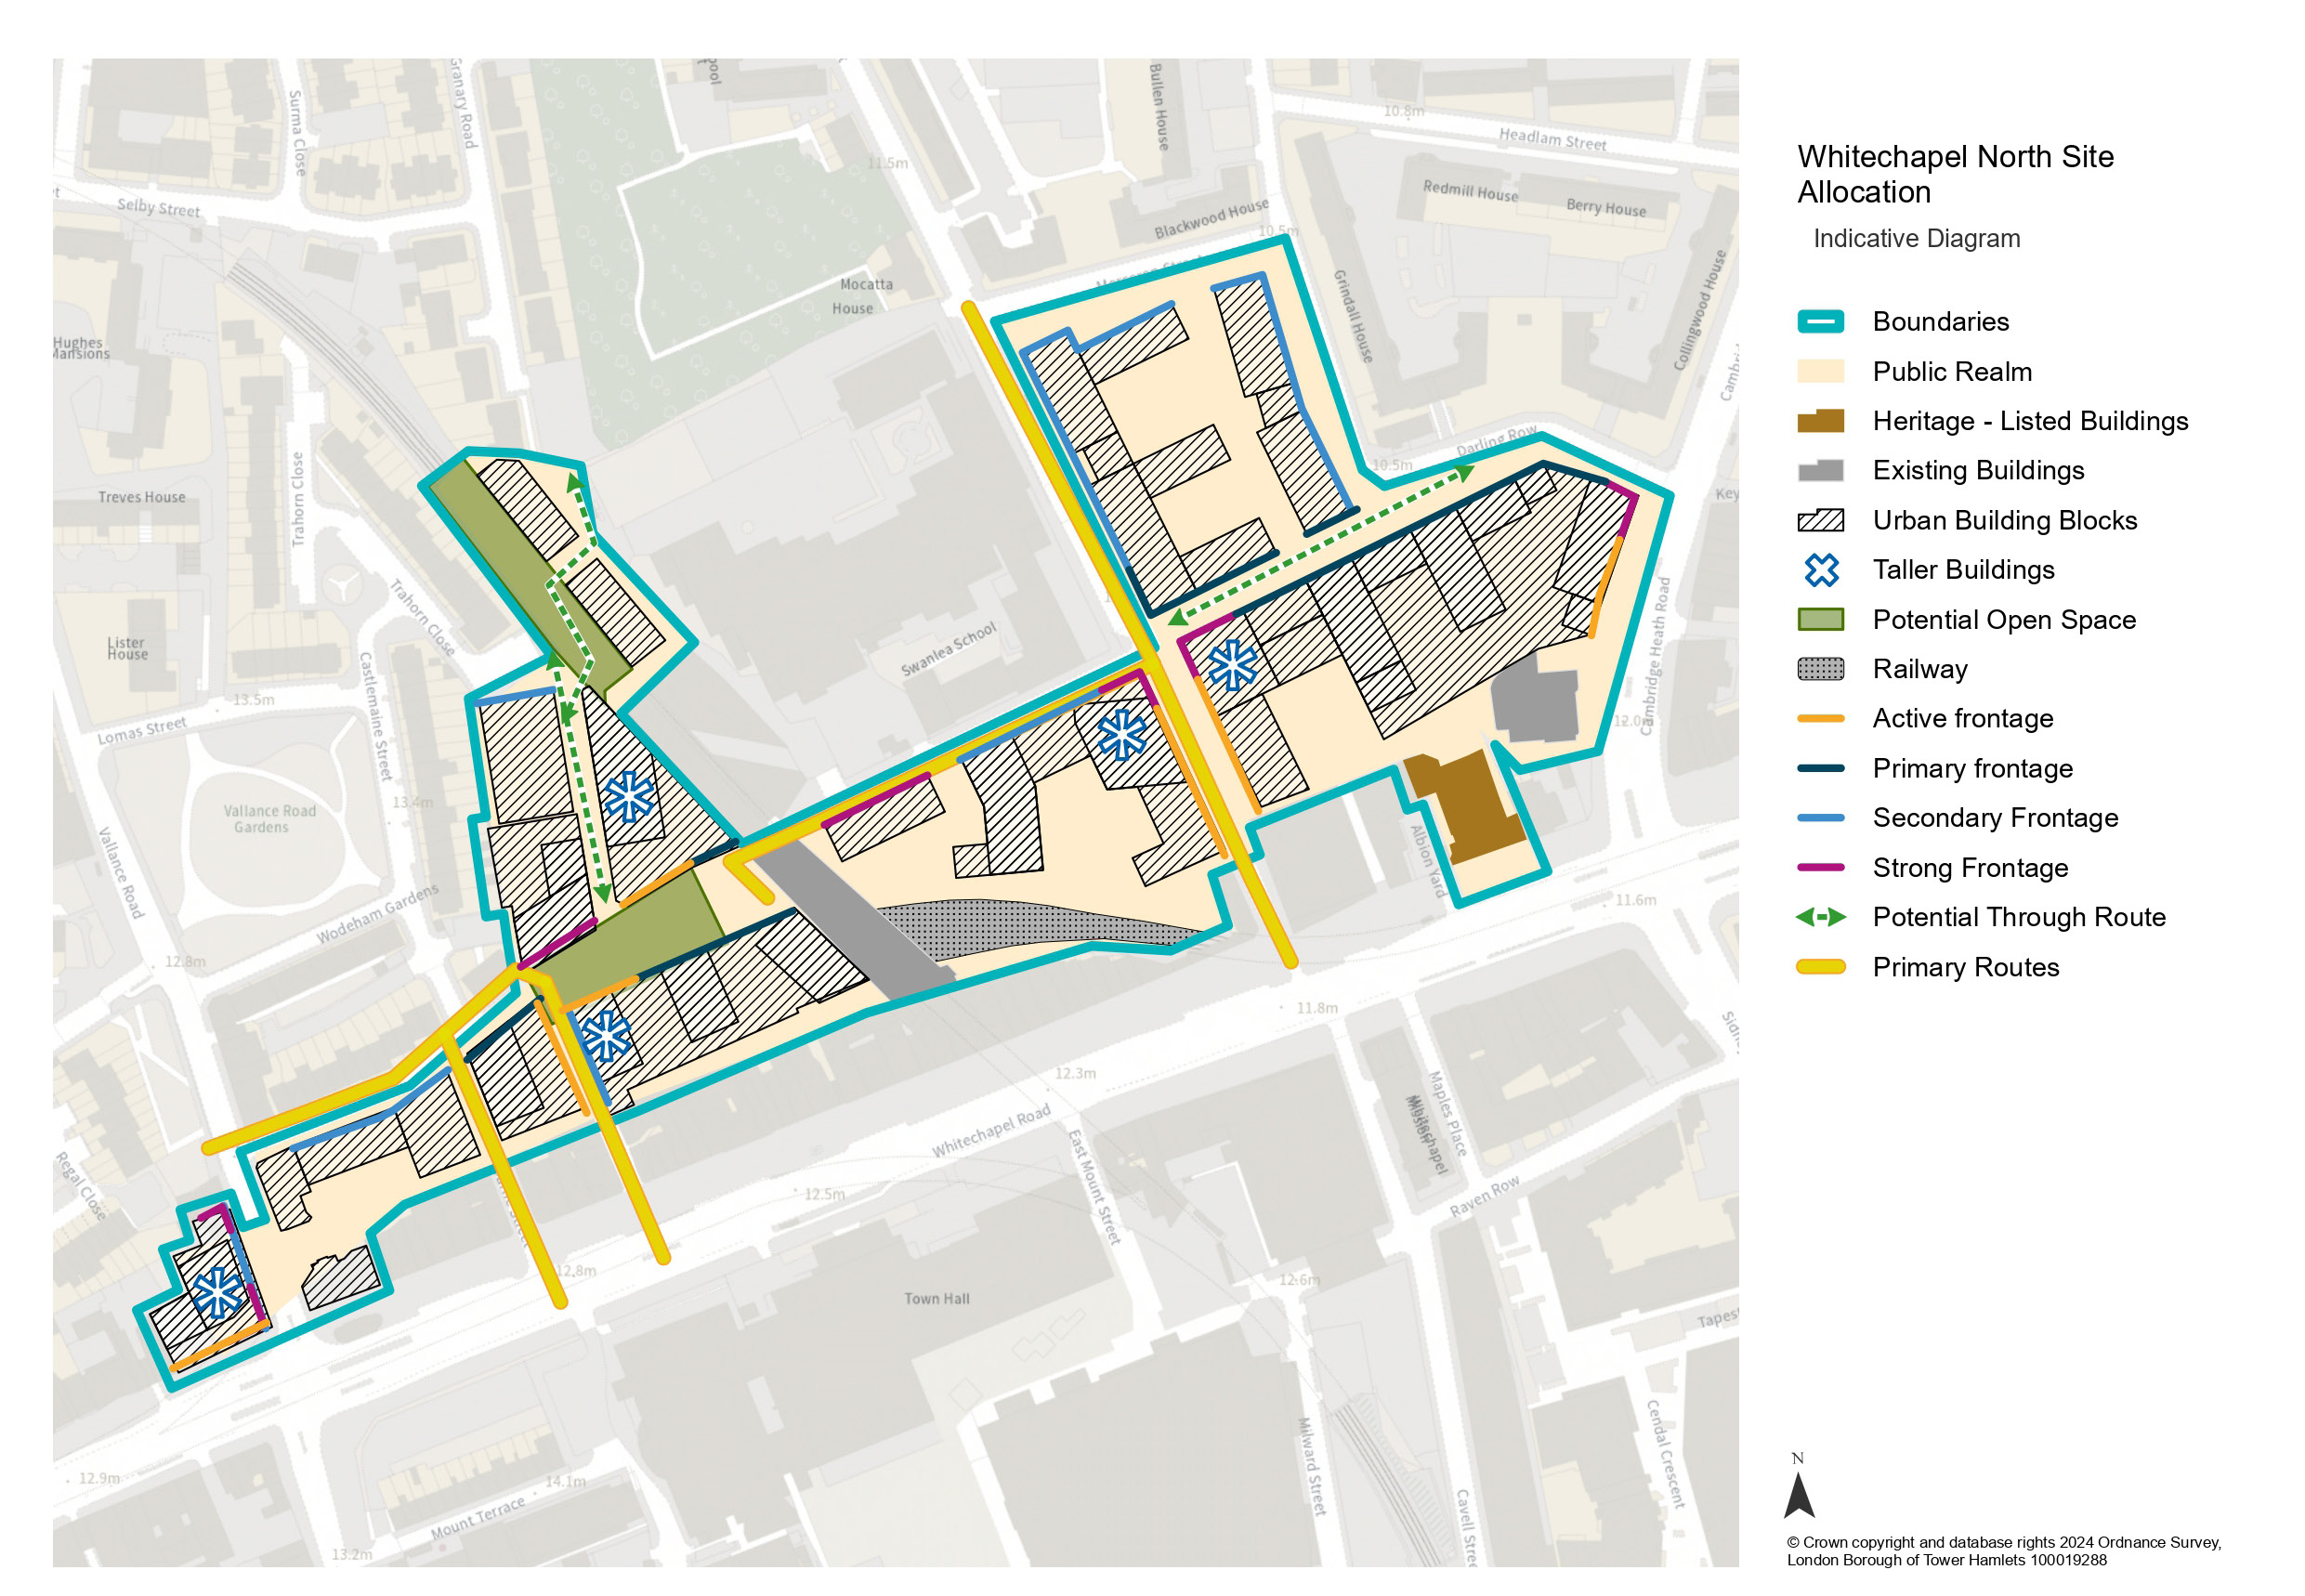 Whitechapel North Site
Allocation
Indicative Diagram
Boundaries
Public Realm
Heritage - Listed Buildings
Existing Buildings
Urban Building Blocks
Taller Buildings
Potential Open Space
Railway
Active frontage
Primary frontage
Secondary Frontage
Strong Frontage
Potential Through Route
Primary Routes
N
© Crown copyright and database rights 2024 Ordnance Survey,
London Borough of Tower Hamlets 100019288
Surma Close
Granary Road
Selby Street
Bullen House
10.8m
Headlam Street
11.5m
Redmill House
Berry House
Blackwood House
10.5m
Collingwood House
Grindall House
Mocatta
House
Hughes
Mansions
Treves House
Trahorn Close
Trahorn Close
Darling Row
10.5m
Key
Lister
House
Castlemaine Street
Swanlea School
Cambridge Heath Road
13.5m
Lomas Street
12.0m
Vallance Road
Gardens
13.4m
Vallance Road
Albion Yard
Wodeham Gardens
11.6m
12.8m
11.8m
12.3m
Whitechapel Road
Maples Place
Whitechapel
Mission
East Mount Street
Regal Close
12.5m
Raven Row
12.8m
12.6m
Town Hall
Milward Street
Cendal Crescent
12.9m
14.1m
Mount Terrace
13.2m